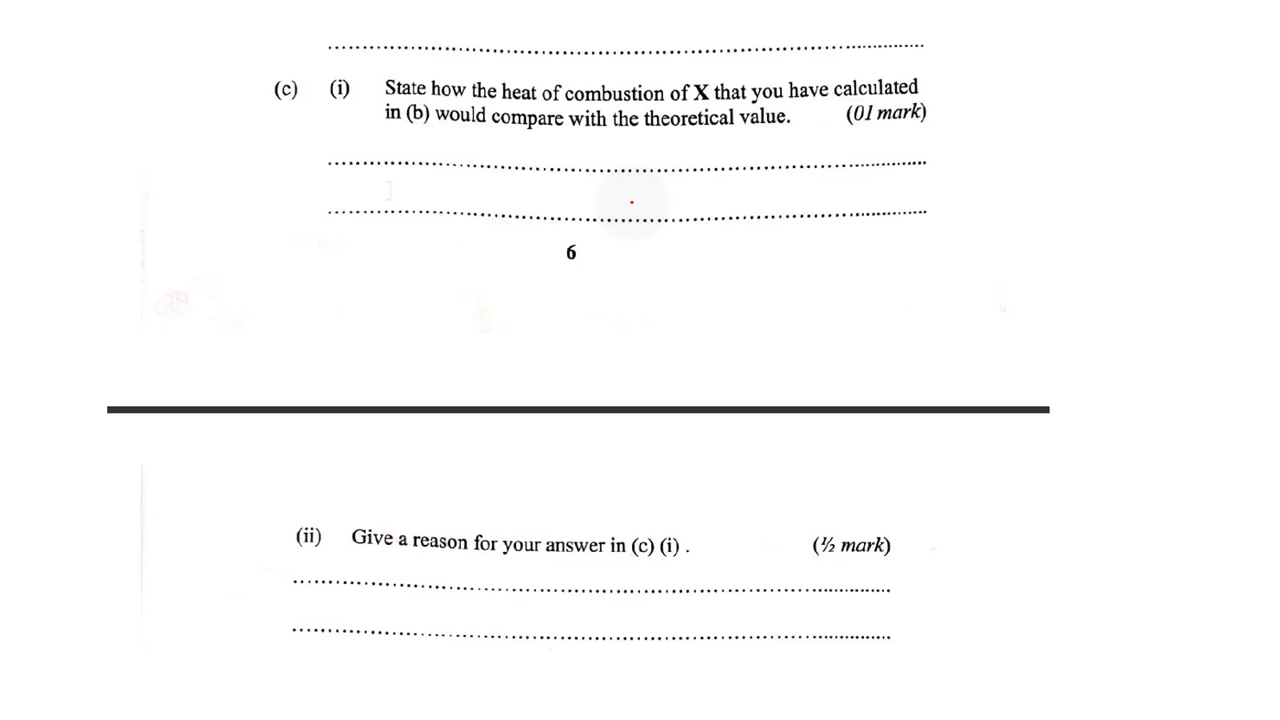 (c) (i) State how the heat of combustion of X that you have calculated
in (b) would compare with the theoretical value. (01 mark)
6
(ii) Give a reason for your answer in (c) (i) . (½ mark)